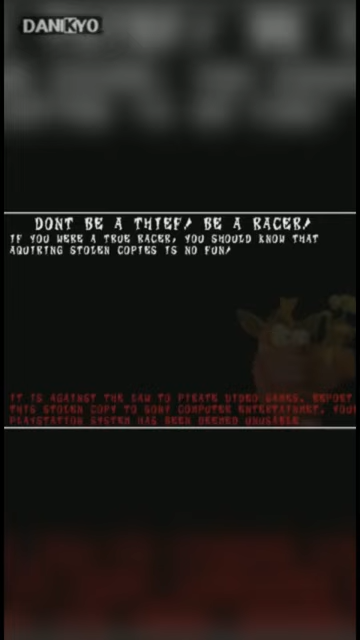 DANKYO
DONT BE A THIEF! BE A RACER!
IF YOU WERE A TRUE RACER, YOU SHOULD KNOW THAT
AQUIRING STOLEN COPIES IS NO FUN!
IT IS AGAINST THE LAW TO PIRATE VIDEO GAMES. REPORT
THIS STOLEN COPY TO SONY COMPUTER ENTERTAINMET. YOUR
PLAYSTATION SYSTEM HAS BEEN DEEMED UNUSABLE